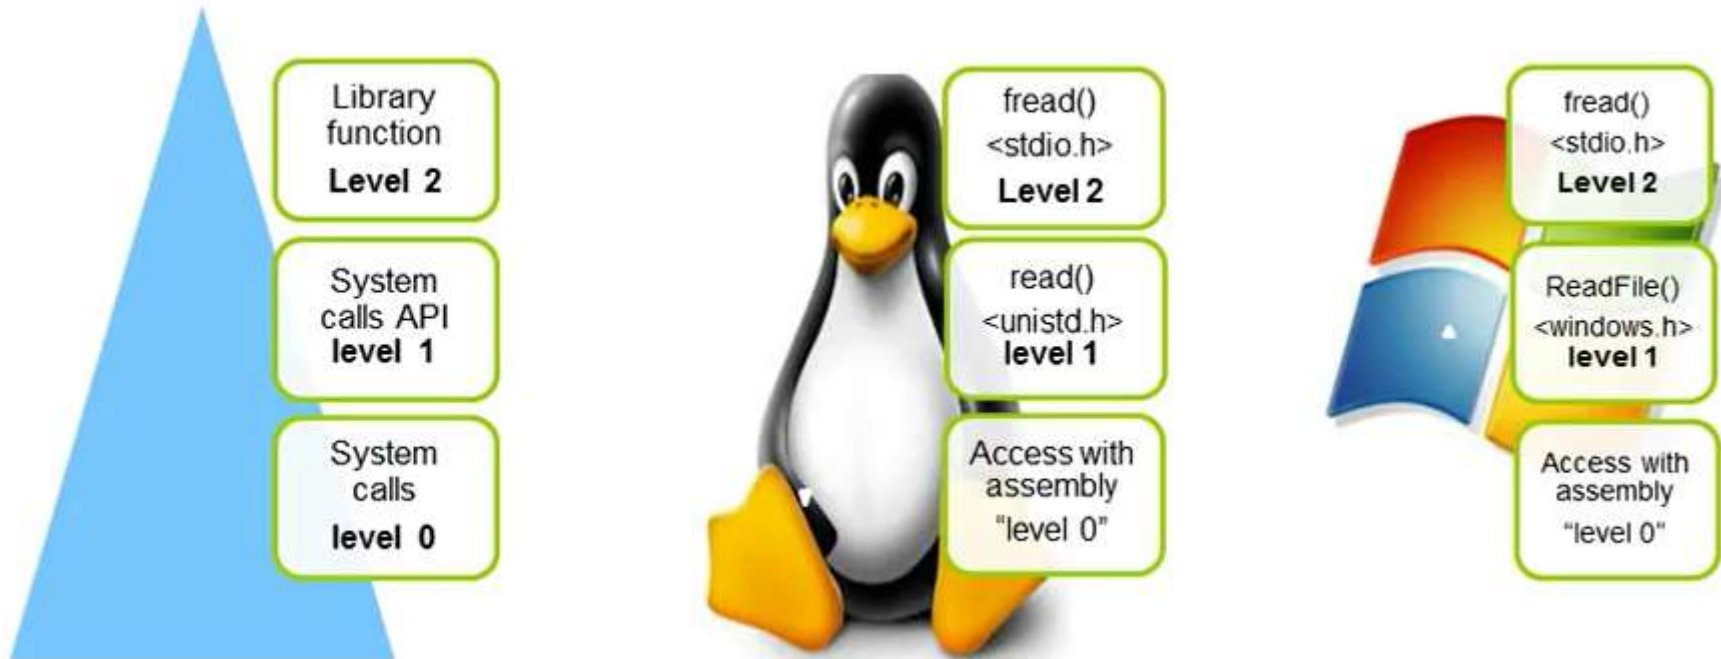 Library
function
Level 2
System
calls API
level 1
System
calls
level 0
fread()
<stdio.h>
Level 2
read()
<unistd.h>
level 1
Access with
assembly
“level 0”
fread()
<stdio.h>
Level 2
ReadFile()
<windows.h>
level 1
Access with
assembly
“level 0”